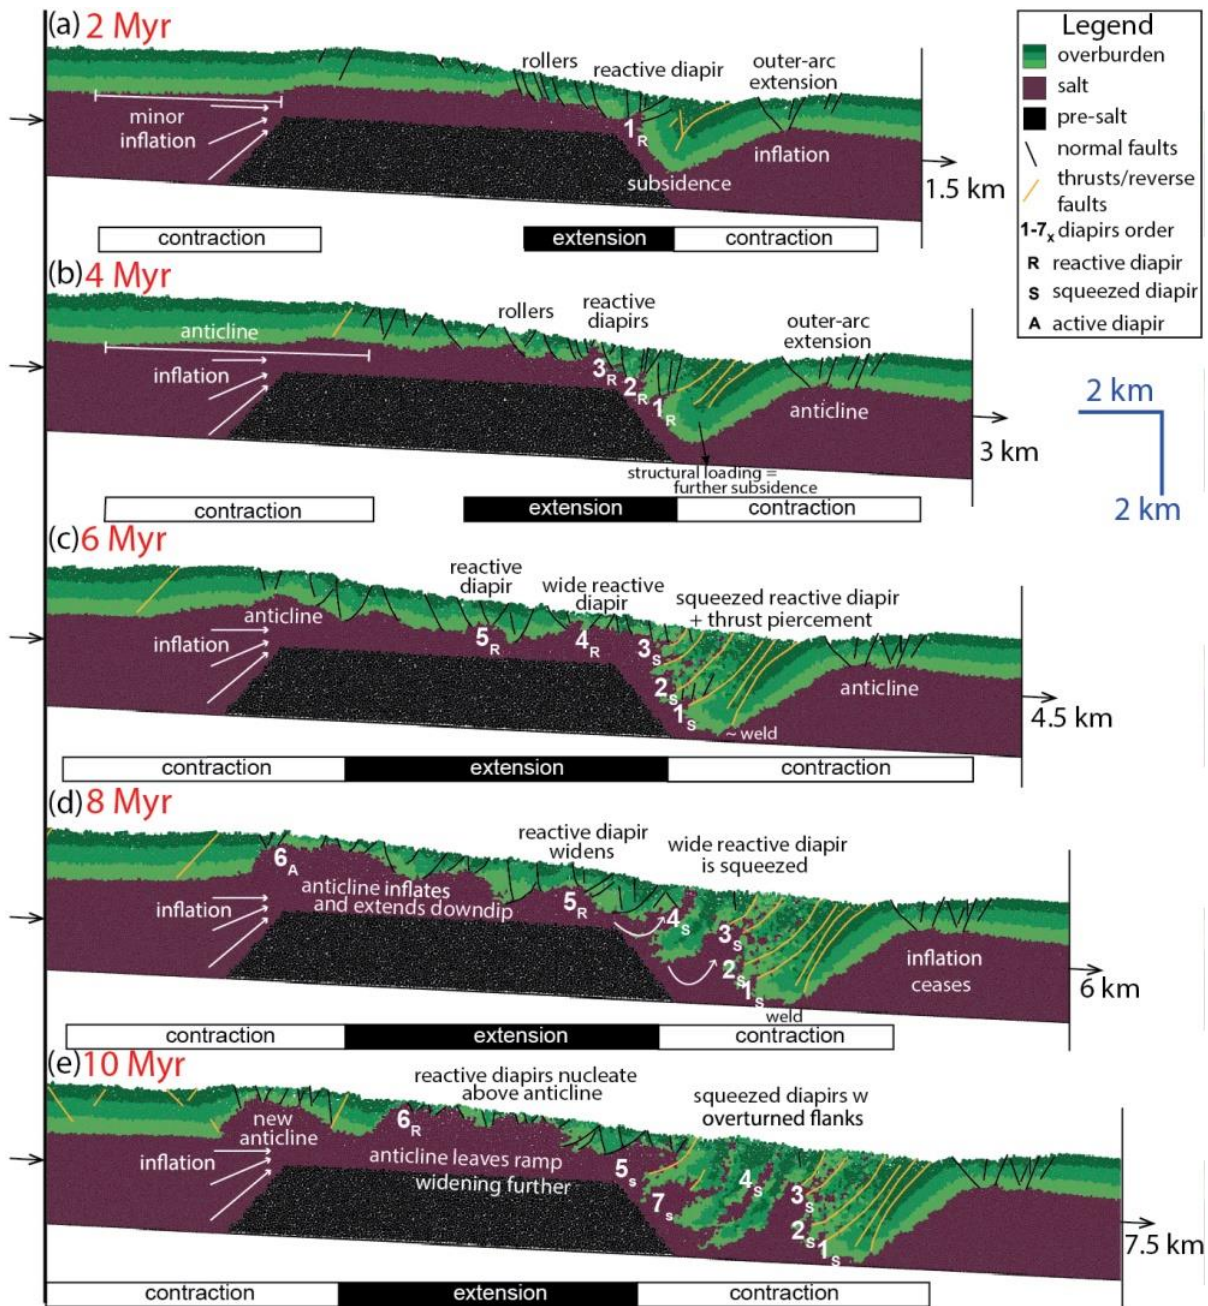 (a) 2 Myr
rollers
reactive diapir
outer-arc
extension
minor
inflation
1R
subsidence
inflation
1.5 km
contraction
extension
contraction
Legend
overburden
salt
pre-salt
normal faults
thrusts/reverse
faults
1-7x diapirs order
R reactive diapir
S squeezed diapir
A active diapir
(b) 4 Myr
anticline
inflation
rollers
reactive
diapirs
outer-arc
extension
3R
2R
1R
anticline
structural loading =
further subsidence
3 km
contraction
extension
contraction
2 km
2 km
(c) 6 Myr
anticline
inflation
reactive
diapir
wide reactive
diapir
squeezed reactive diapir
+ thrust piercement
5R
4R
3S
2S
1S
~ weld
anticline
4.5 km
contraction
extension
contraction
(d) 8 Myr
6A
anticline inflates
and extends downdip
inflation
reactive diapir
widens
wide reactive diapir
is squeezed
5R
4S
3S
2S
1S
weld
inflation
ceases
6 km
contraction
extension
contraction
(e) 10 Myr
reactive diapirs nucleate
above anticline
squeezed diapirs w
overturned flanks
new
anticline
inflation
6R
anticline leaves ramp
widening further
5s
7s
4S
3S
2S
1S
7.5 km
contraction
extension
contraction